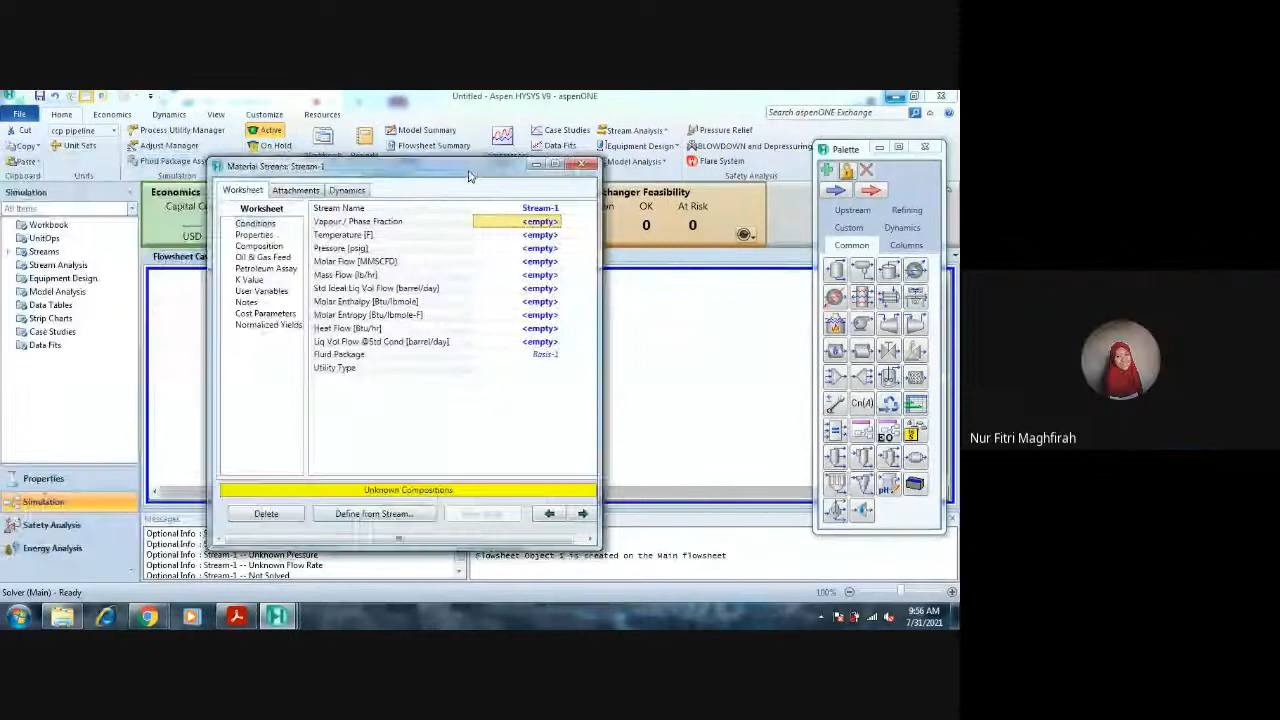 Untitled - Aspen HYSYS V9 - aspenONE
File
Home
Economics
Dynamics
View
Customize
Resources
Search aspenONE Exchange
Cut
ccp pipeline
Process Utility Manager
Active
Model Summary
Case Studies
Stream Analysis
Pressure Relief
Copy
Unit Sets
Adjust Manager
On Hold
Flowsheet Summary
Data Fits
Equipment Design
BLOWDOWN and Depressuring
Paste
Fluid Package
Model Analysis
Flare System
Clipboard
Units
Simulation
Safety Analysis
Simulation
All Items
Workbook
UnitOps
Streams
Stream Analysis
Equipment Design
Model Analysis
Data Tables
Strip Charts
Case Studies
Data Fits
Properties
Simulation
Safety Analysis
Energy Analysis
Economics
Capital
USD
changer Feasibility
OK
At Risk
0
0
Material Stream: Stream-1
Worksheet
Attachments
Dynamics
Worksheet
Conditions
Properties
Composition
Oil & Gas Feed
Petroleum Assay
K Value
User Variables
Notes
Cost Parameters
Normalized Yields
Stream Name Stream-1
Vapour / Phase Fraction <empty>
Temperature [F] <empty>
Pressure [psig] <empty>
Molar Flow [MMSCFD] <empty>
Mass Flow [lb/hr] <empty>
Std Ideal Liq Vol Flow [barrel/day] <empty>
Molar Enthalpy [Btu/lbmole] <empty>
Molar Entropy [Btu/lbmole-F] <empty>
Heat Flow [Btu/hr] <empty>
Liq Vol Flow @Std Cond [barrel/day] <empty>
Fluid Package Basis-1
Utility Type
Unknown Compositions
Delete
Define from Stream...
Palette
Upstream
Refining
Custom
Dynamics
Common
Columns
Cn(A)
EO
pH
Messages
Optional Info : Stream-1 -- Unknown Pressure
Optional Info : Stream-1 -- Unknown Flow Rate
Optional Info : Stream-1 -- Not Solved
Flowsheet Object 1 is created on the Main flowsheet
Solver (Main) - Ready
100%
9:56 AM
7/31/2021
Nur Fitri Maghfirah